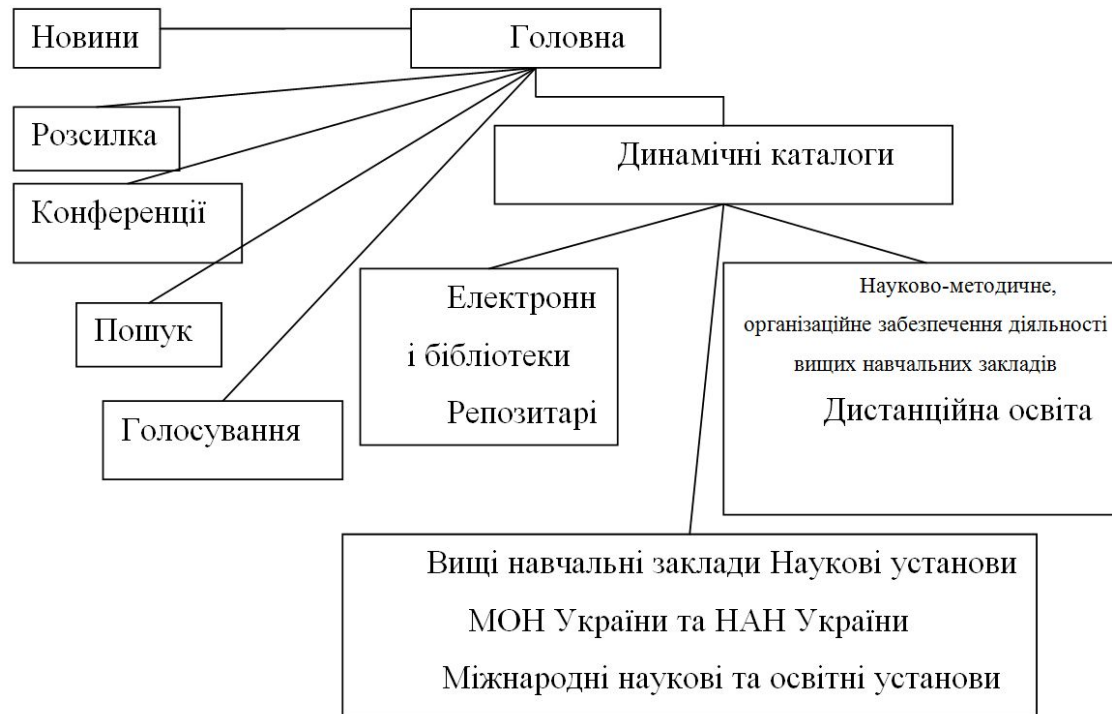 Новини
Головна
Розсилка
Динамічні каталоги
Конференції
Електронн
і бібліотеки
Репозитарі
Науково-методичне,
організаційне забезпечення діяльності
вищих навчальних закладів
Дистанційна освіта
Пошук
Голосування
Вищі навчальні заклади Наукові установи
МОН України та НАН України
Міжнародні наукові та освітні установи